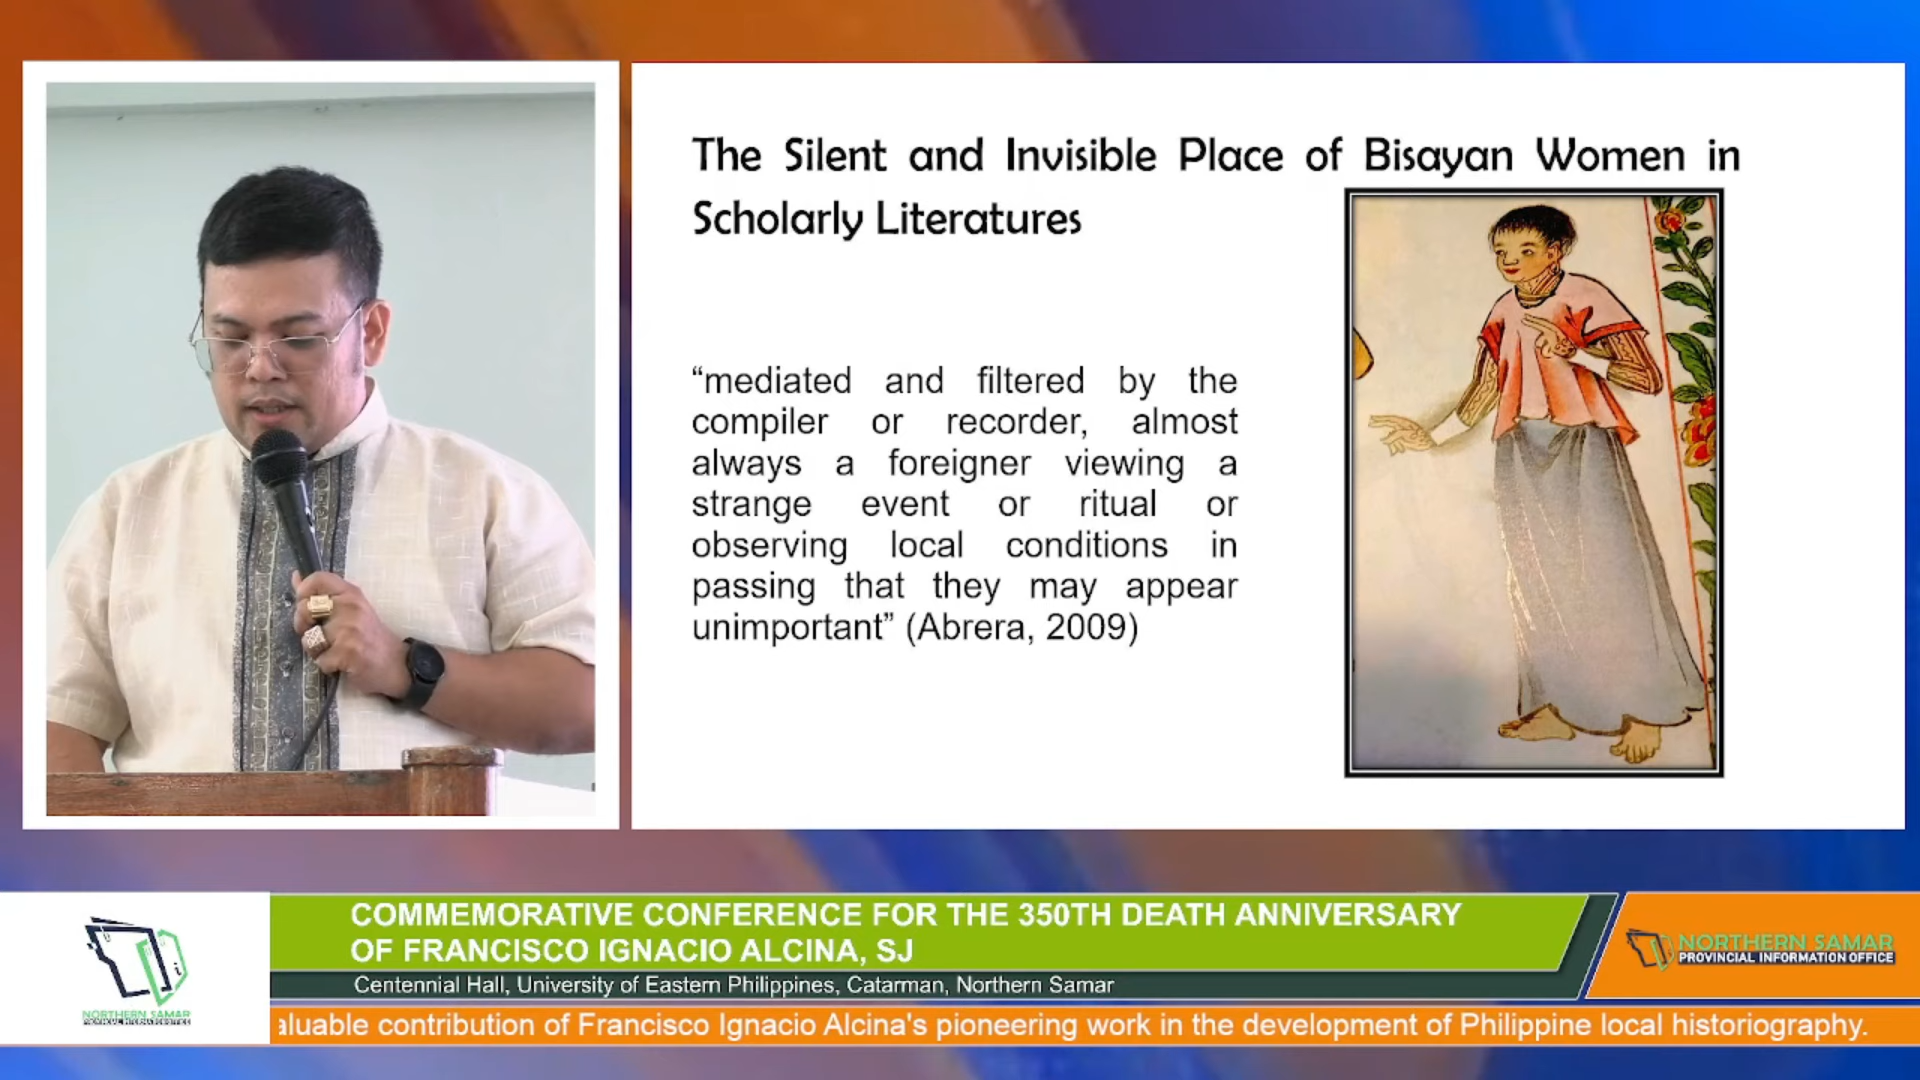 The Silent and Invisible Place of Bisayan Women in
Scholarly Literatures
“mediated and filtered by the
compiler or recorder, almost
always a foreigner viewing a
strange event or ritual or
observing local conditions in
passing that they may appear
unimportant” (Abrera, 2009)
COMMEMORATIVE CONFERENCE FOR THE 350TH DEATH ANNIVERSARY
OF FRANCISCO IGNACIO ALCINA, SJ
Centennial Hall, University of Eastern Philippines, Catarman, Northern Samar
NORTHERN SAMAR
PROVINCIAL INFORMATION OFFICE
NORTHERN SAMAR
PROVINCIAL INFORMATION OFFICE
aluable contribution of Francisco Ignacio Alcina's pioneering work in the development of Philippine local historiography.